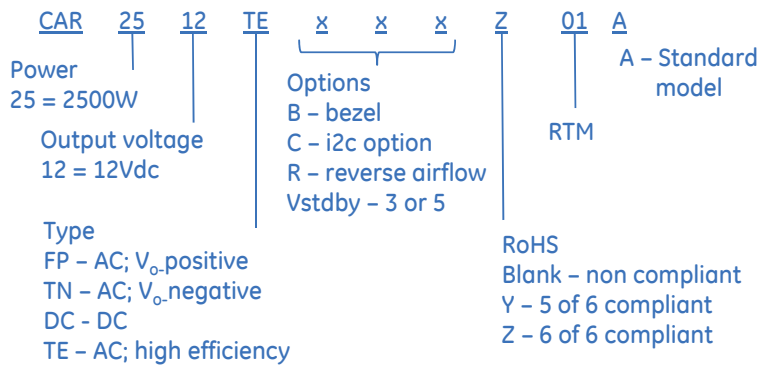 CAR 25 12 TE x x x Z 01 A
Power
25 = 2500W
Output voltage
12 = 12Vdc
Type
FP – AC; Vo-positive
TN – AC; Vo-negative
DC - DC
TE – AC; high efficiency
Options
B – bezel
C – i2c option
R – reverse airflow
Vstdby – 3 or 5
RoHS
Blank – non compliant
Y – 5 of 6 compliant
Z – 6 of 6 compliant
RTM
A – Standard
model